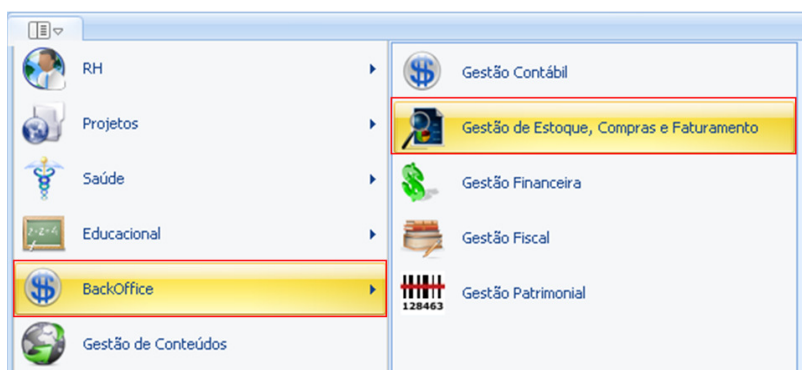 RH
Projetos
Saúde
Educacional
BackOffice
Gestão de Conteúdos
Gestão Contábil
Gestão de Estoque, Compras e Faturamento
Gestão Financeira
Gestão Fiscal
Gestão Patrimonial
128463